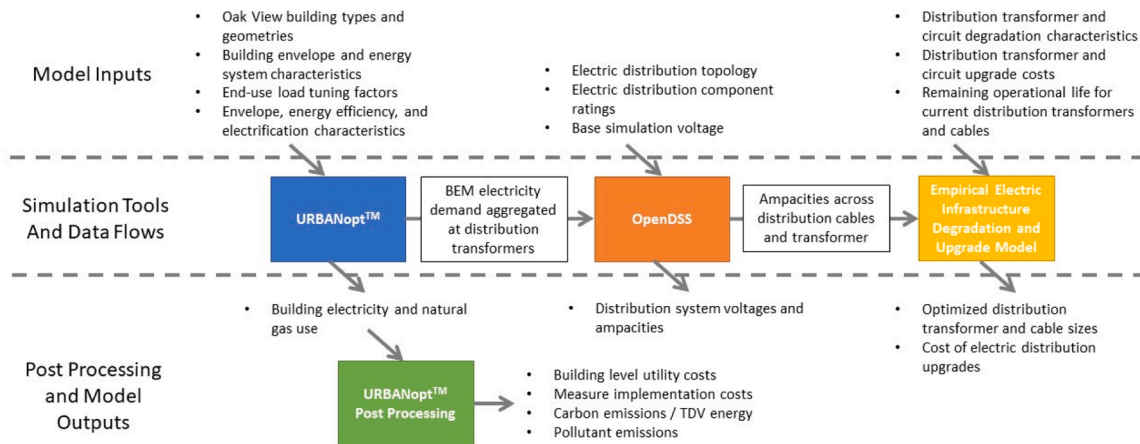 Model Inputs
• Oak View building types and
geometries
• Building envelope and energy
system characteristics
• End-use load tuning factors
• Envelope, energy efficiency, and
electrification characteristics
• Electric distribution topology
• Electric distribution component
ratings
• Base simulation voltage
• Distribution transformer and
circuit degradation characteristics
• Distribution transformer and
circuit upgrade costs
• Remaining operational life for
current distribution transformers
and cables
Simulation Tools
And Data Flows
URBANopt™
BEM electricity
demand aggregated
at distribution
transformers
OpenDSS
Ampacities across
distribution cables
and transformer
Empirical Electric
Infrastructure
Degradation and
Upgrade Model
Post Processing
and Model
Outputs
• Building electricity and natural
gas use
• Distribution system voltages and
ampacities
• Optimized distribution
transformer and cable sizes
• Cost of electric distribution
upgrades
URBANopt™
Post Processing
• Building level utility costs
• Measure implementation costs
• Carbon emissions / TDV energy
• Pollutant emissions